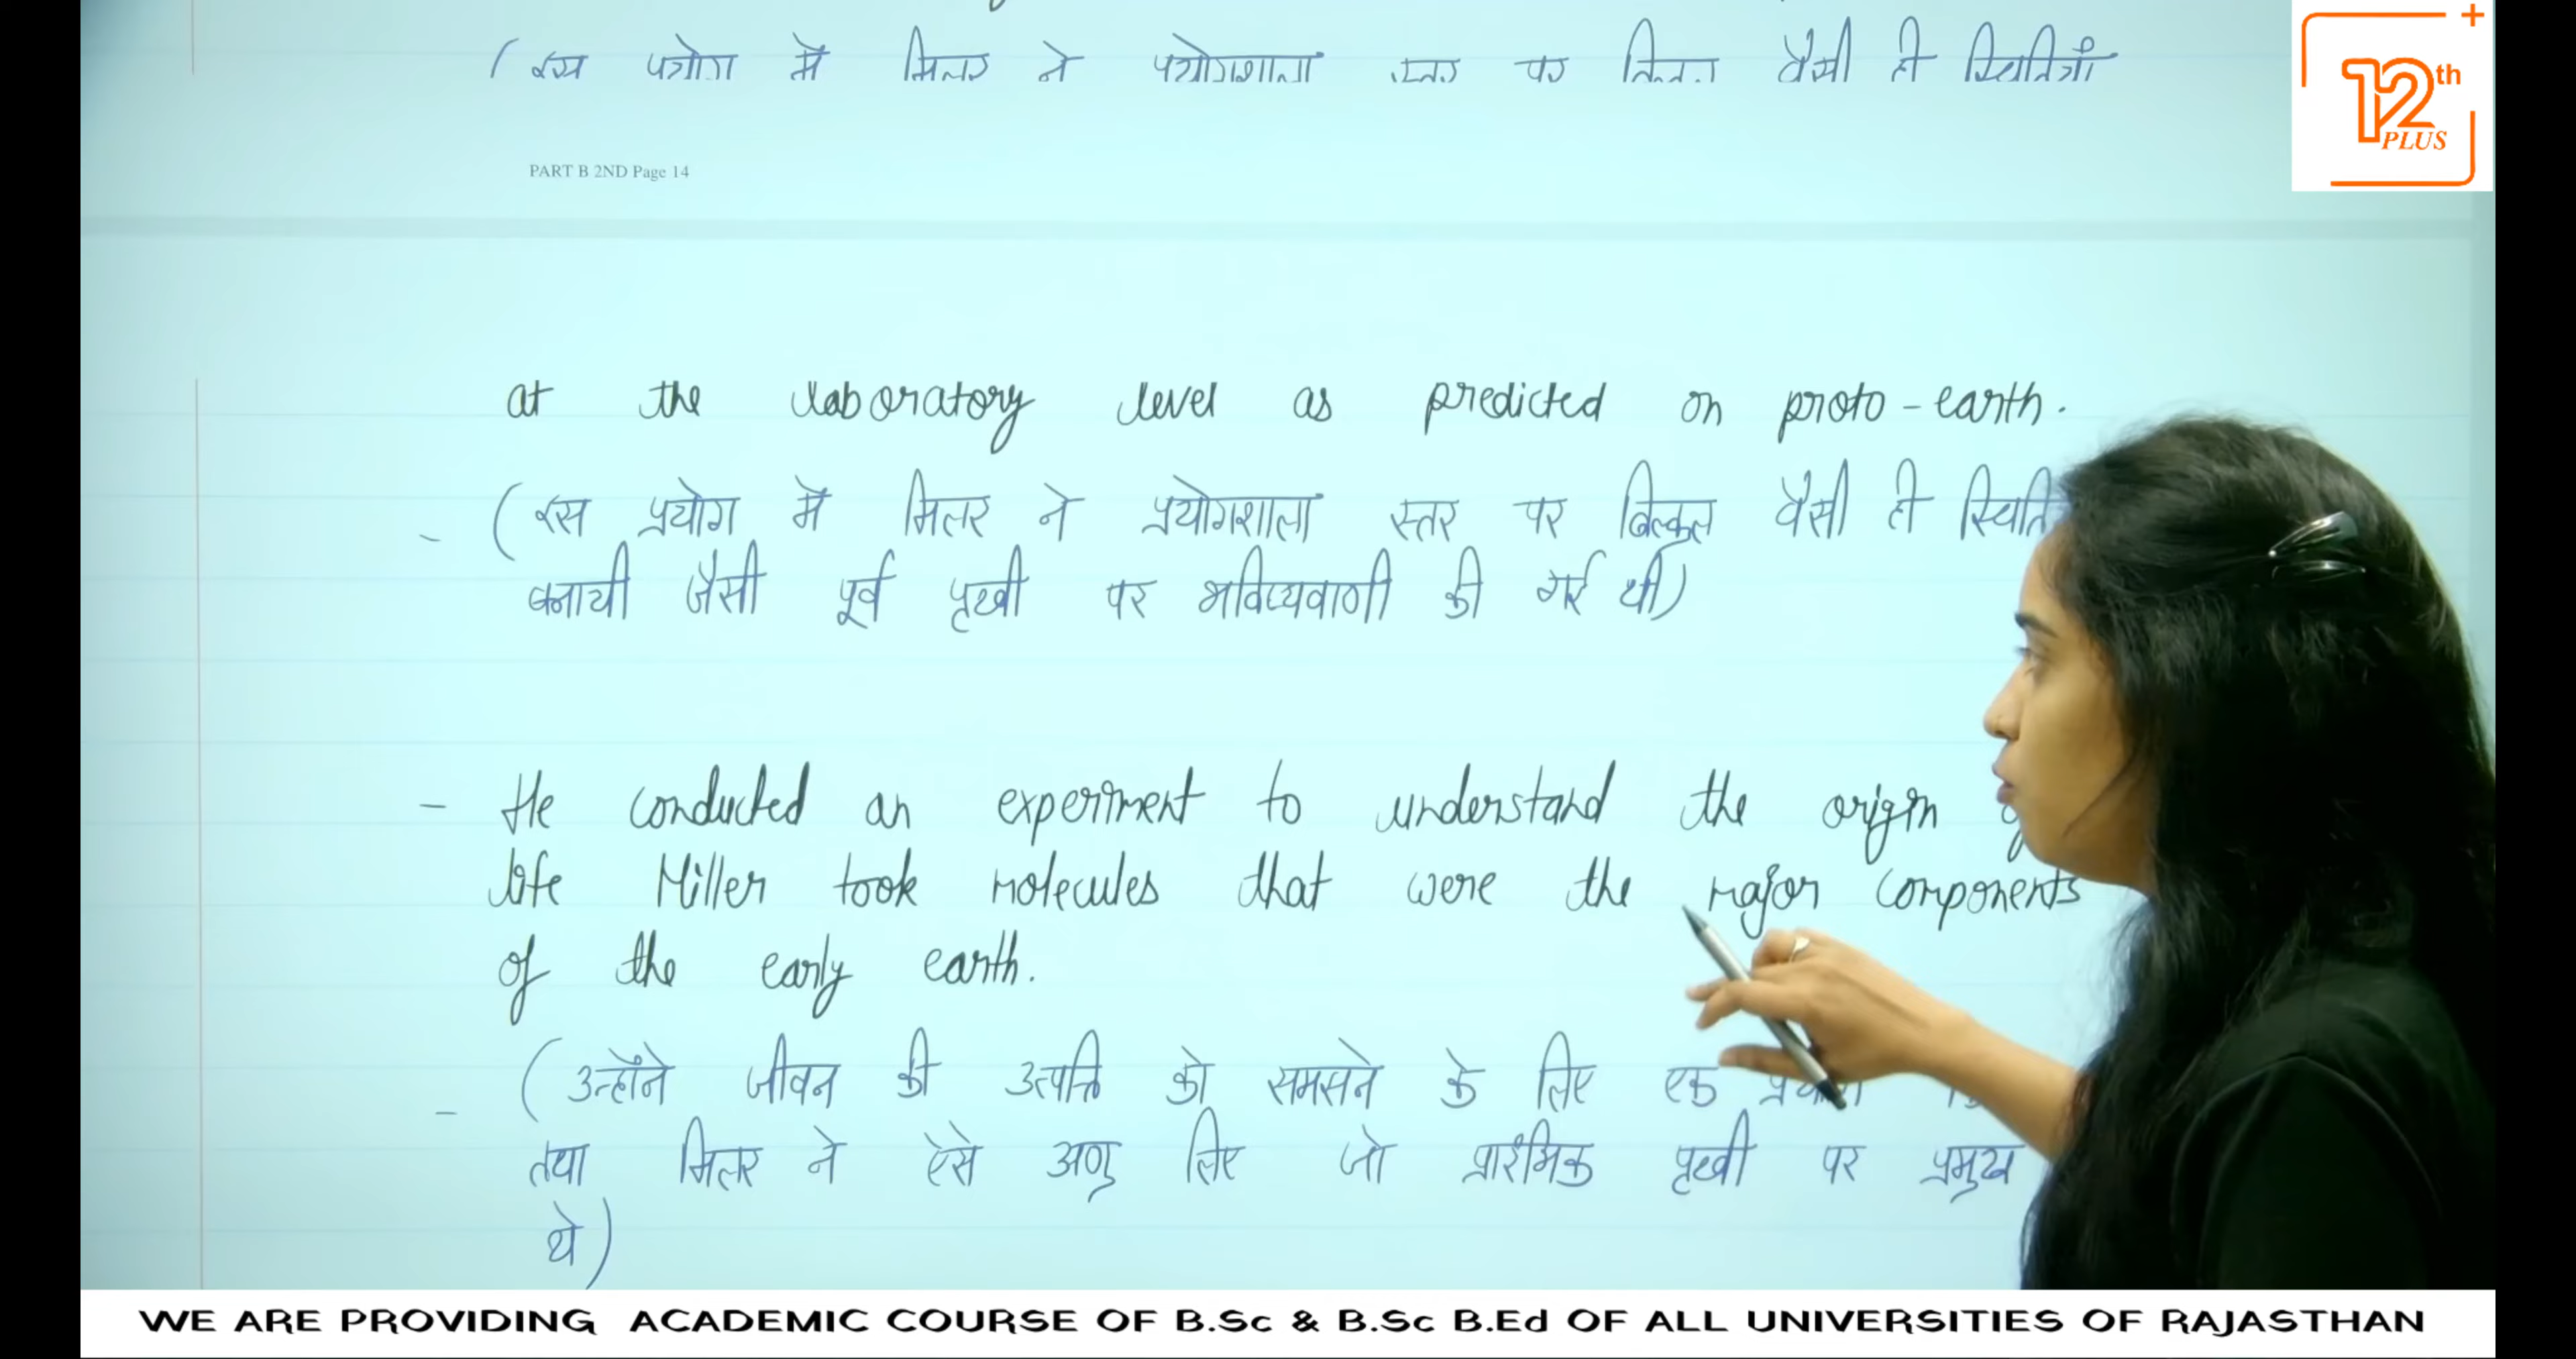 (इस प्रयोग में मिलर ने प्रयोगशाला स्तर पर
12th
PLUS
PART B 2ND Page 14
at the laboratory level as predicted on proto-earth.
- (इस प्रयोग में मिलर ने प्रयोगशाला स्तर पर बिल्कुल वैसी ही
बनायी जैसी पूर्व पृथ्वी पर भविष्यवाणी की गई थी)
- He conducted an experiment to understand the origin
life Miller took molecules that were the major components
of the early earth.
- (उन्होंने जीवन की उत्पत्ति को समझने के लिए एक
तथा मिलर ने ऐसे अणु लिए जो प्रारंभिक पृथ्वी पर प्रमुख
थे)
WE ARE PROVIDING ACADEMIC COURSE OF B.Sc & B.Sc B.Ed OF ALL UNIVERSITIES OF RAJASTHAN